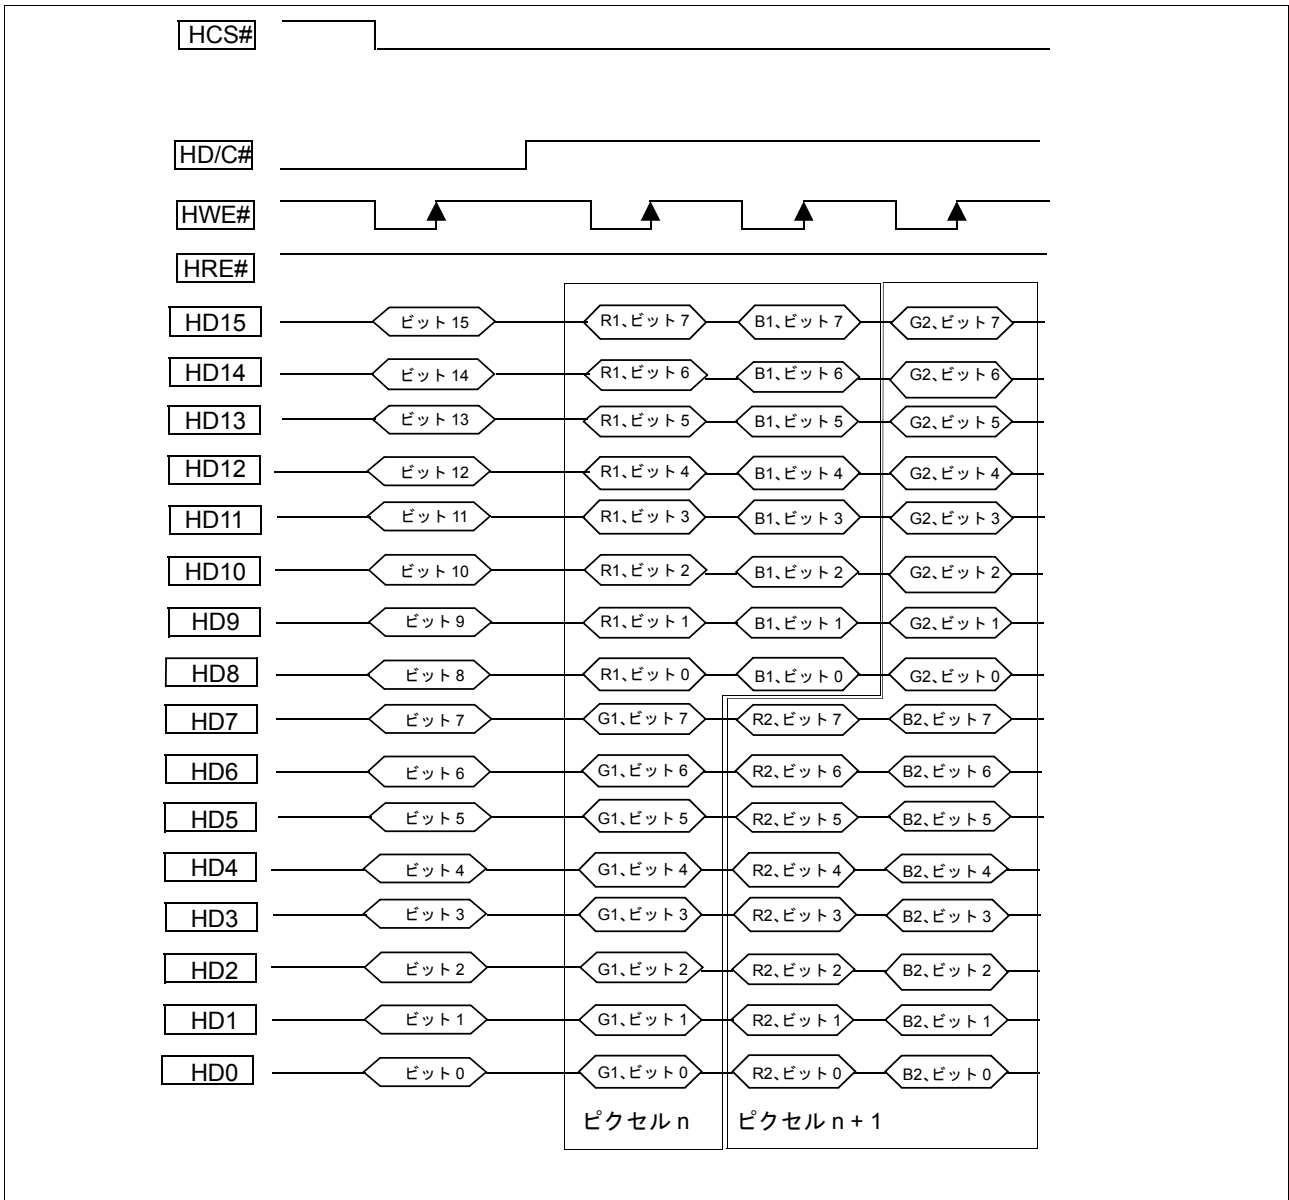 HCS#
HD/C#
HWE#
HRE#
HD15 ビット 15 R1、ビット 7 B1、ビット 7 G2、ビット 7
HD14 ビット 14 R1、ビット 6 B1、ビット 6 G2、ビット 6
HD13 ビット 13 R1、ビット 5 B1、ビット 5 G2、ビット 5
HD12 ビット 12 R1、ビット 4 B1、ビット 4 G2、ビット 4
HD11 ビット 11 R1、ビット 3 B1、ビット 3 G2、ビット 3
HD10 ビット 10 R1、ビット 2 B1、ビット 2 G2、ビット 2
HD9 ビット 9 R1、ビット 1 B1、ビット 1 G2、ビット 1
HD8 ビット 8 R1、ビット 0 B1、ビット 0 G2、ビット 0
HD7 ビット 7 G1、ビット 7 R2、ビット 7 B2、ビット 7
HD6 ビット 6 G1、ビット 6 R2、ビット 6 B2、ビット 6
HD5 ビット 5 G1、ビット 5 R2、ビット 5 B2、ビット 5
HD4 ビット 4 G1、ビット 4 R2、ビット 4 B2、ビット 4
HD3 ビット 3 G1、ビット 3 R2、ビット 3 B2、ビット 3
HD2 ビット 2 G1、ビット 2 R2、ビット 2 B2、ビット 2
HD1 ビット 1 G1、ビット 1 R2、ビット 1 B2、ビット 1
HD0 ビット 0 G1、ビット 0 R2、ビット 0 B2、ビット 0
ピクセル n ピクセル n + 1